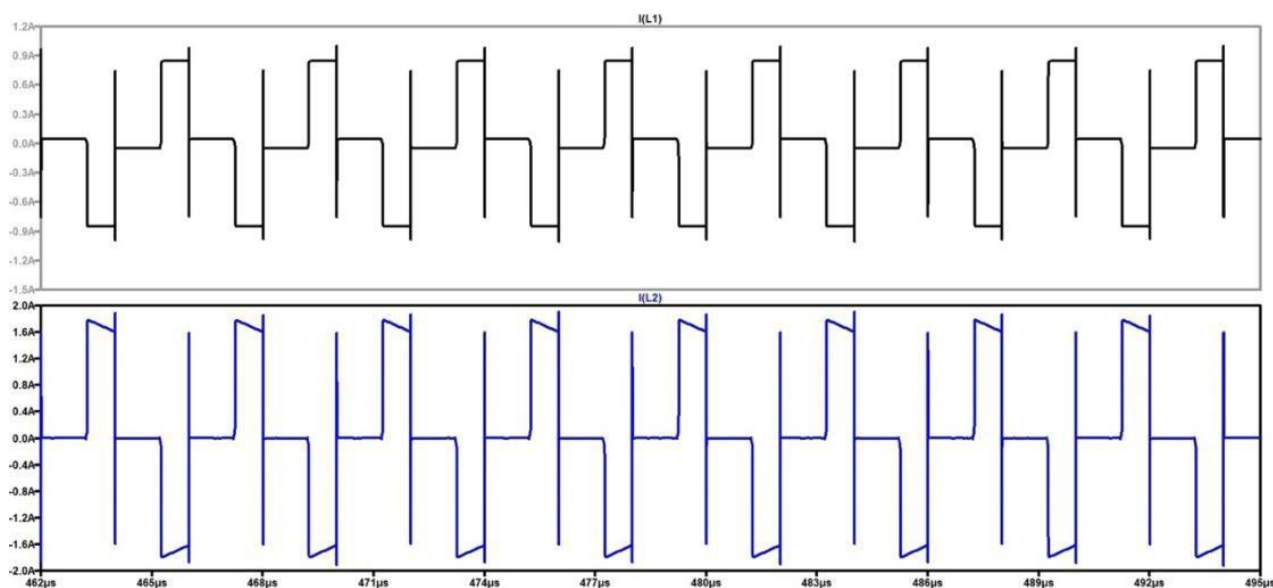 I(L1)
1.2A
0.9A
0.6A
0.3A
0.0A
-0.3A
-0.6A
-0.9A
-1.2A
-1.5A
I(L2)
2.0A
1.6A
1.2A
0.8A
0.4A
0.0A
-0.4A
-0.8A
-1.2A
-1.6A
-2.0A
462µs 465µs 468µs 471µs 474µs 477µs 480µs 483µs 486µs 489µs 492µs 495µs